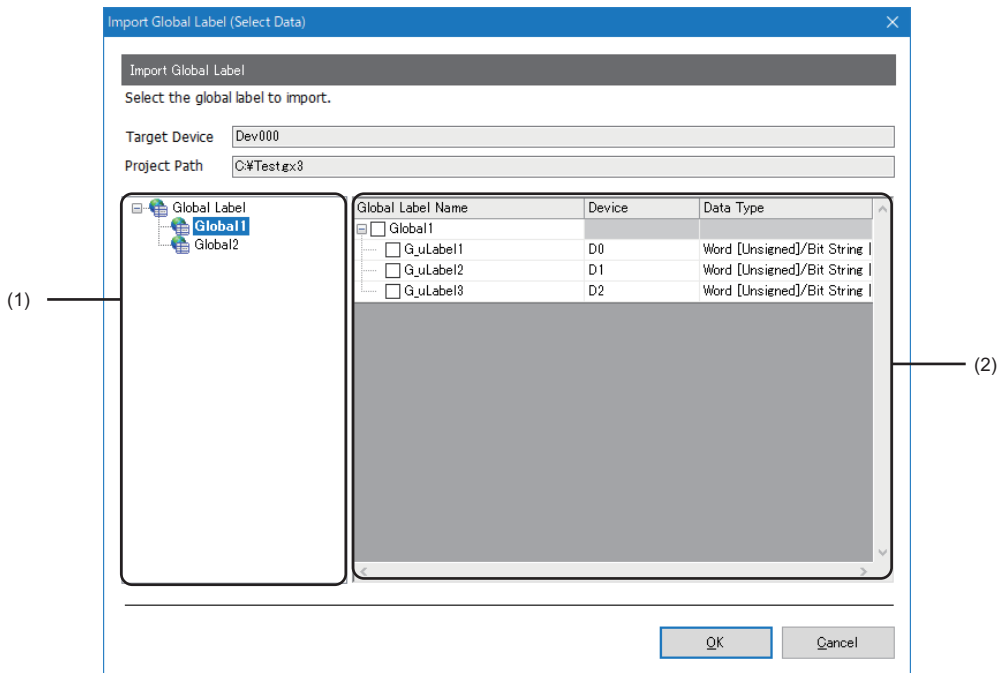 Import Global Label (Select Data)
Import Global Label
Select the global label to import.
Target Device Dev000
Project Path C:¥Test.gx3
Global Label
Global1
Global2
Global Label Name Device Data Type
Global1
G_uLabel1 D0 Word [Unsigned]/Bit String [
G_uLabel2 D1 Word [Unsigned]/Bit String [
G_uLabel3 D2 Word [Unsigned]/Bit String [
(1)
(2)
OK Cancel